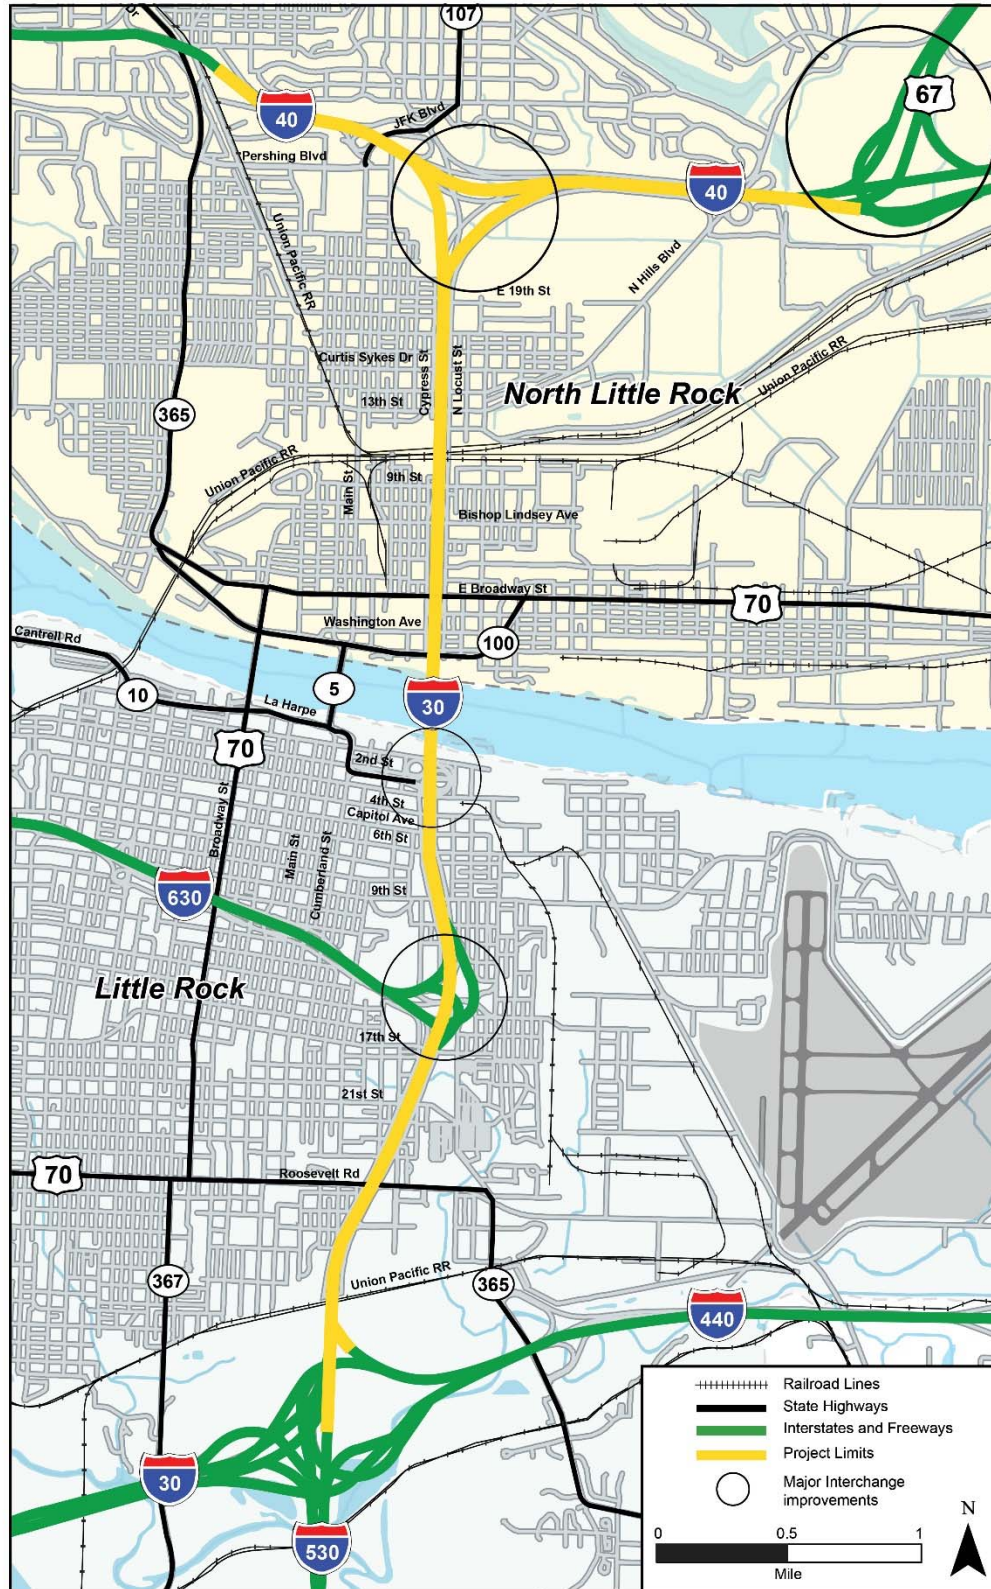 Dr
107
67
40
JFK Blvd
Pershing Blvd
40
Union Pacific RR
N Hills Blvd
E 19th St
Curtis Sykes Dr
Cypress St
N Locust St
Union Pacific RR
North Little Rock
13th St
365
Union Pacific RR
Main St
9th St
Bishop Lindsey Ave
E Broadway St
70
Washington Ave
100
Cantrell Rd
10
5
La Harpe
30
70
2nd St
4th St
Capitol Ave
6th St
Broadway St
Main St
Cumberland St
630
9th St
Little Rock
17th St
21st St
70
Roosevelt Rd
367
Union Pacific RR
365
440
30
530
Railroad Lines
State Highways
Interstates and Freeways
Project Limits
Major Interchange
improvements
N
0 0.5 1
Mile